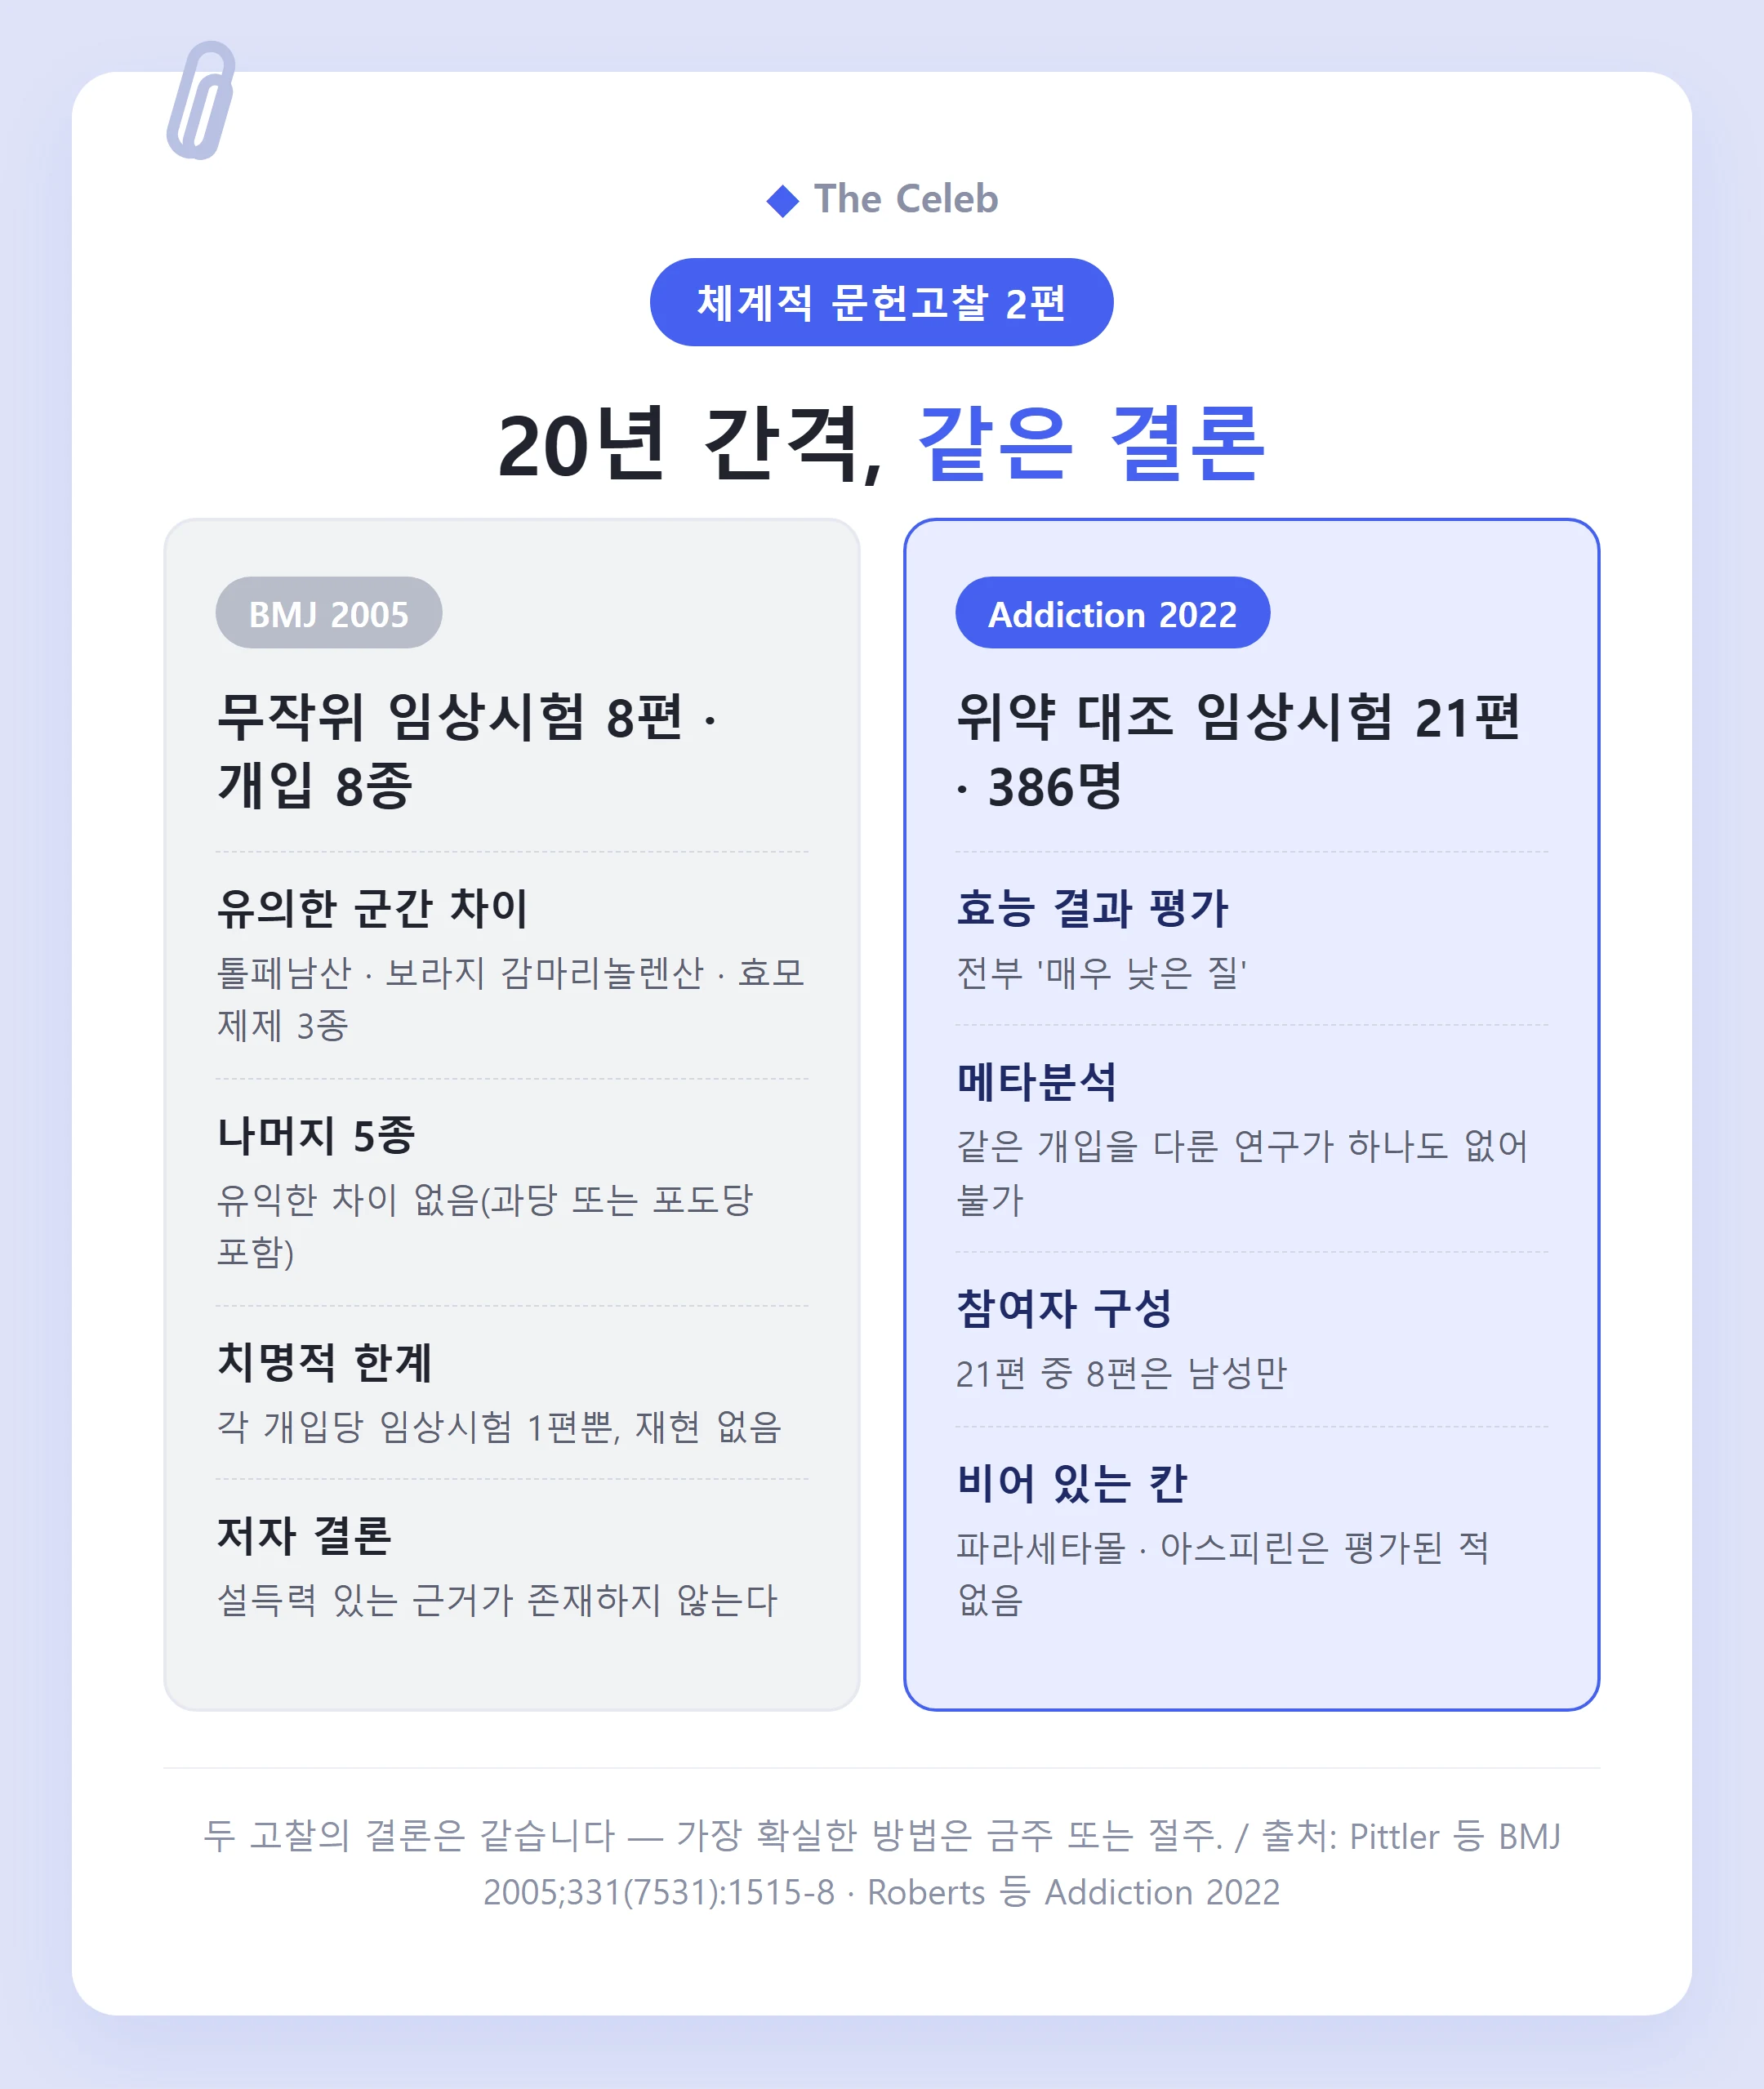 The Celeb
체계적 문헌고찰 2편
20년 간격, 같은 결론
BMJ 2005
무작위 임상시험 8편 ·
개입 8종
유의한 군간 차이
톨페남산 · 보라지 감마리놀렌산 · 효모
제제 3종
나머지 5종
유익한 차이 없음(과당 또는 포도당
포함)
치명적 한계
각 개입당 임상시험 1편뿐, 재현 없음
저자 결론
설득력 있는 근거가 존재하지 않는다
Addiction 2022
위약 대조 임상시험 21편
· 386명
효능 결과 평가
전부 '매우 낮은 질'
메타분석
같은 개입을 다룬 연구가 하나도 없어
불가
참여자 구성
21편 중 8편은 남성만
비어 있는 칸
파라세타몰 · 아스피린은 평가된 적
없음
두 고찰의 결론은 같습니다 — 가장 확실한 방법은 금주 또는 절주. / 출처: Pittler 등 BMJ
2005;331(7531):1515-8 · Roberts 등 Addiction 2022